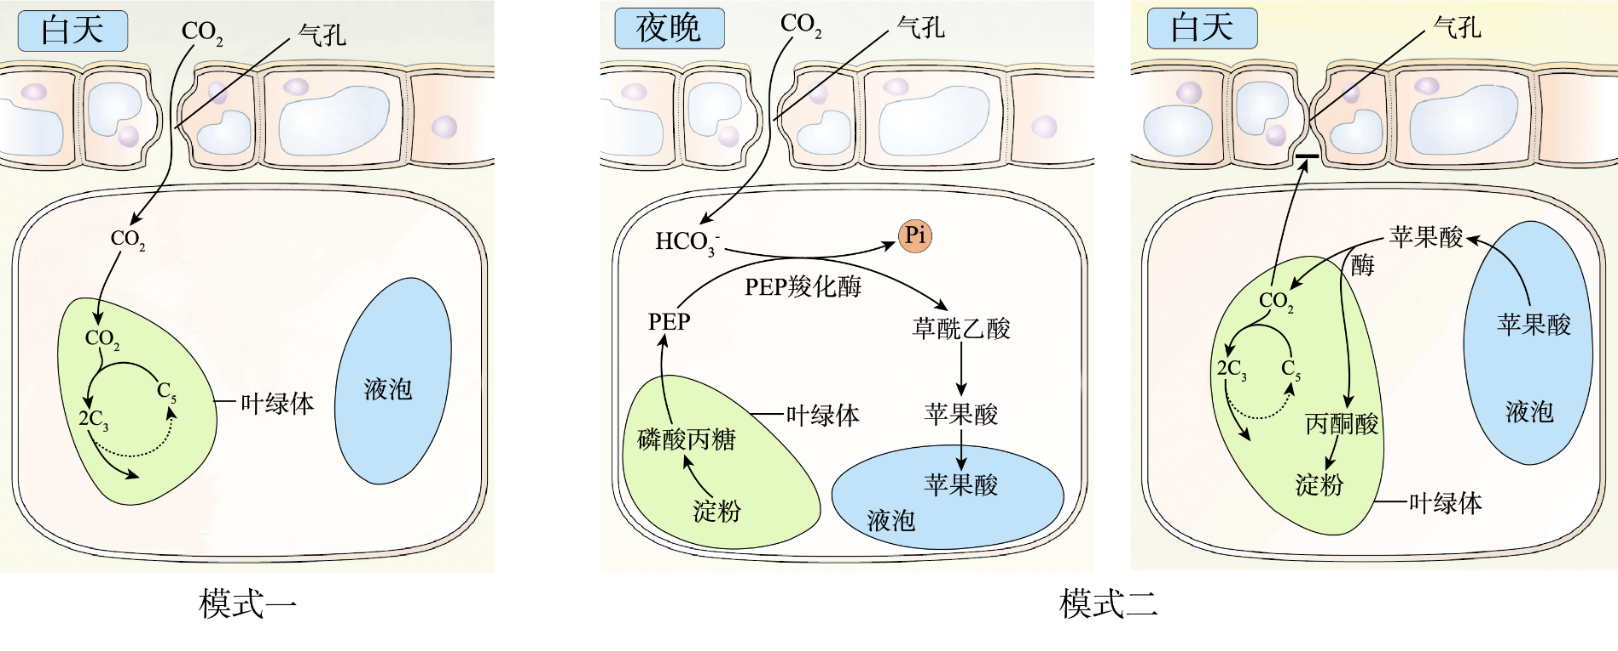 白天
CO₂
气孔
CO₂
CO₂
C₅
2C₃
叶绿体
液泡
模式一
夜晚
CO₂
气孔
HCO₃⁻
Pi
PEP羧化酶
PEP
草酰乙酸
苹果酸
叶绿体
磷酸丙糖
淀粉
苹果酸
液泡
白天
气孔
苹果酸
酶
CO₂
苹果酸
2C₃
C₅
丙酮酸
液泡
淀粉
叶绿体
模式二